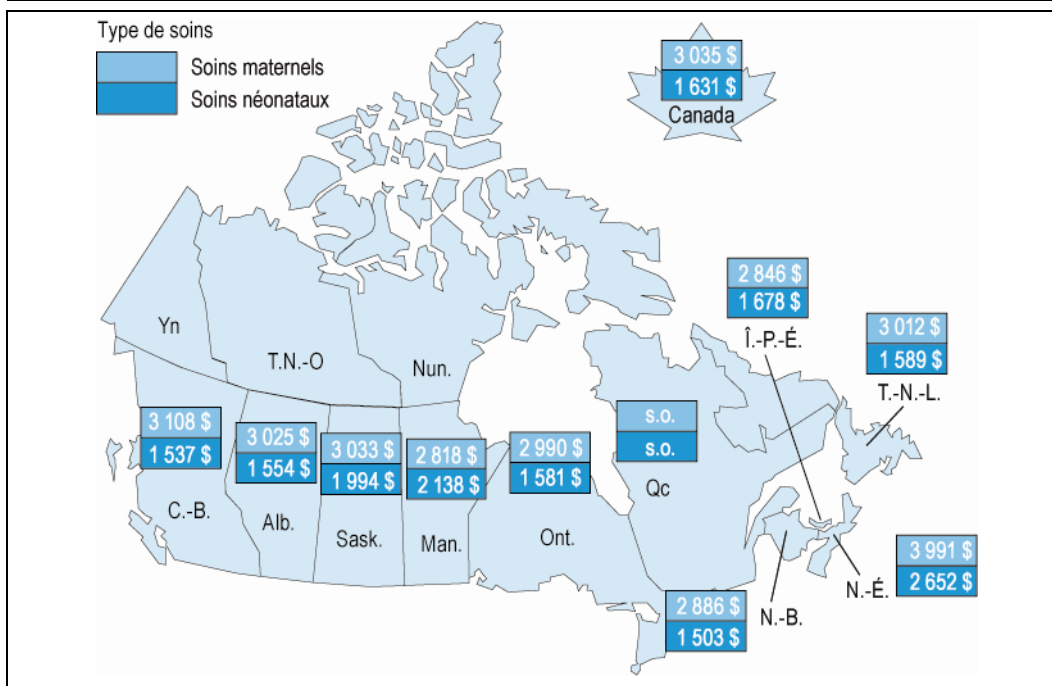 Type de soins
Soins maternels
Soins néonataux
3 035 $
1 631 $
Canada
2 846 $
1 678 $
Î.-P.-É.
3 012 $
1 589 $
T.-N.-L.
Yn
T.N.-O
Nun.
3 108 $
1 537 $
C.-B.
3 025 $
1 554 $
Alb.
3 033 $
1 994 $
Sask.
2 818 $
2 138 $
Man.
2 990 $
1 581 $
Ont.
s.o.
s.o.
Qc
3 991 $
2 652 $
N.-É.
2 886 $
1 503 $
N.-B.